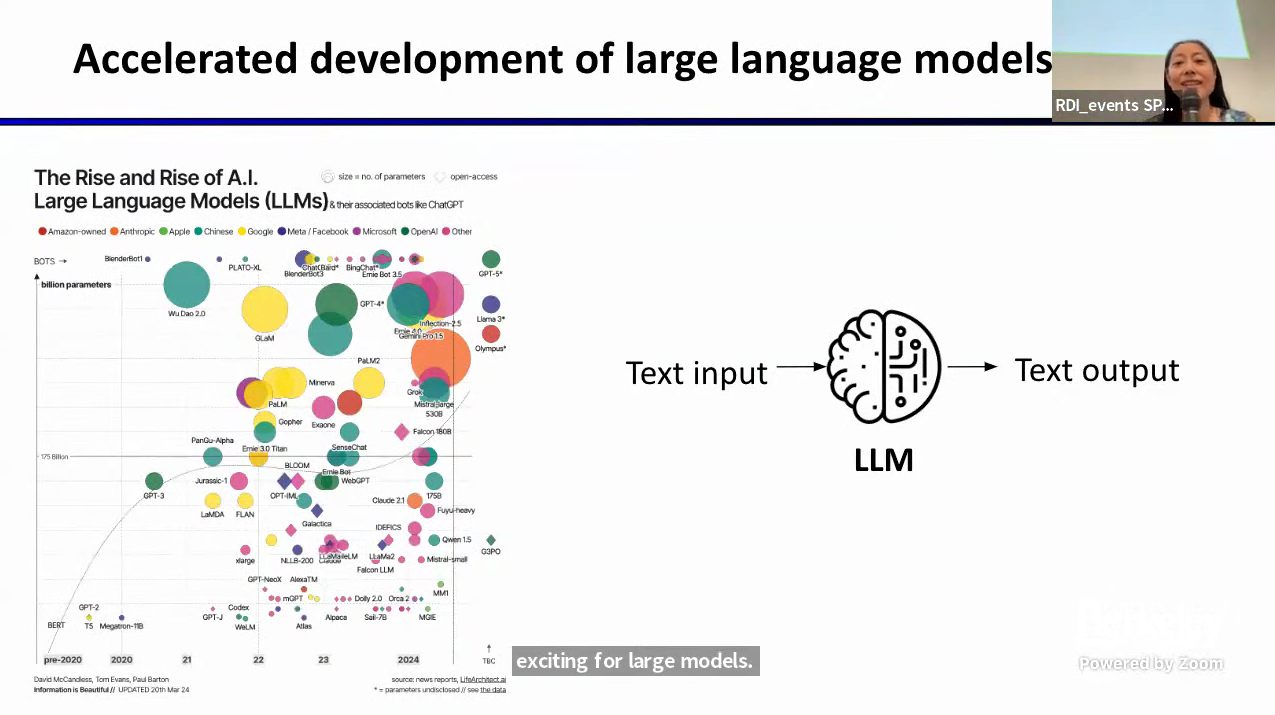 Accelerated development of large language models
RDI_events SP...
The Rise and Rise of A.I.
Large Language Models (LLMs) & their associated bots like ChatGPT
size = no. of parameters
open-access
Amazon-owned Anthropic Apple Chinese Google Meta / Facebook Microsoft OpenAI Other
BOTS →
BlenderBot1
PLATO-XL
BlenderBot3
BingChat*
Ernie Bot 3.5
GPT-5*
billion parameters
Wu Dao 2.0
GLaM
GPT-4*
Ernie 4.0
Inflection-2.5
Gemini Pro 1.5
Llama 3*
Olympus*
PaLM2
Minerva
PaLM
Gopher
Exaone
Grok
Mistral-large
530B
Falcon 180B
PanGu-Alpha
Ernie 3.0 Titan
SenseChat
175 Billion
BLOOM
Ernie Bot
GPT-3
Jurassic-1
OPT-IML
WebGPT
Claude 2.1
175B
LaMDA
FLAN
Galactica
Fuyu-heavy
IDEFICS
Qwen 1.5
G3PO
xlarge
NLLB-200
Claude
LLaMa2
Falcon LLM
Mistral-small
GPT-NeoX
AlexaTM
MM1
mGPT
Dolly 2.0
Orca 2
GPT-2
Codex
BERT
T5
Megatron-11B
GPT-J
WeLM
Atlas
Alpaca
Sail-7B
MGIE
pre-2020 2020 21 22 23 2024 TBC
David McCandless, Tom Evans, Paul Barton
Information is Beautiful // UPDATED 20th Mar 24
source: news reports, LifeArchitect.ai
* = parameters undisclosed // see the data
Text input
LLM
Text output
exciting for large models.
Berkeley
Powered by Zoom